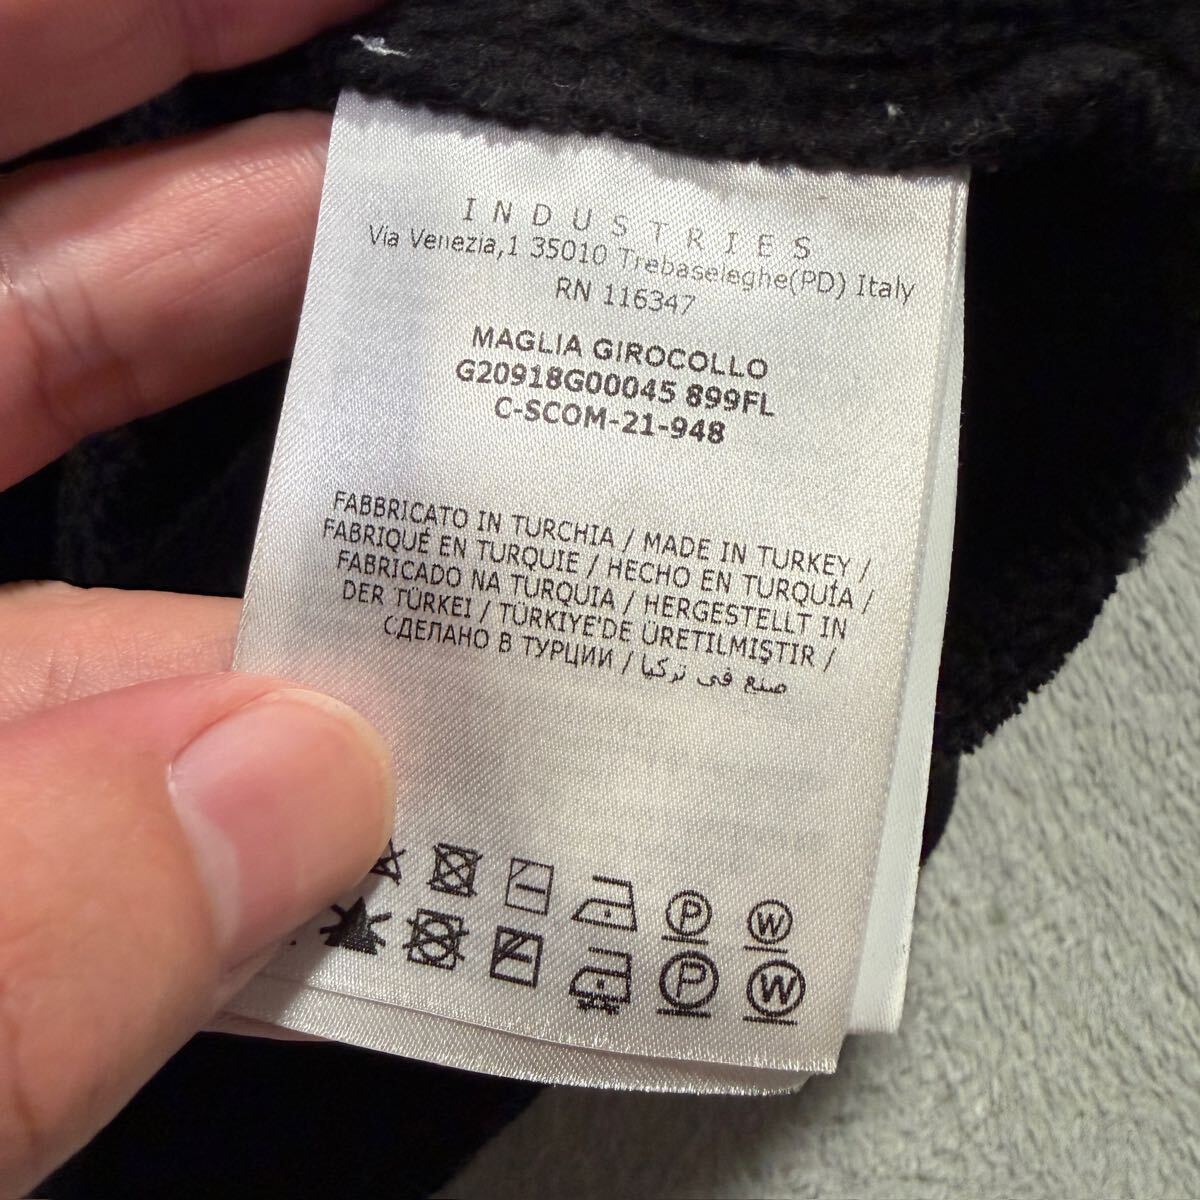 INDUSTRIES
Via Venezia,1 35010 Trebaseleghe(PD) Italy
RN 116347
MAGLIA GIROCOLLO
G20918G00045 899FL
C-SCOM-21-948
FABBRICATO IN TURCHIA / MADE IN TURKEY /
FABRIQUÉ EN TURQUIE / HECHO EN TURQUÍA /
FABRICADO NA TURQUIA / HERGESTELLT IN
DER TÜRKEI / TÜRKIYE'DE ÜRETILMIŞTIR /
СДЕЛАНО В ТУРЦИИ / صنع في تركيا
P W
P W